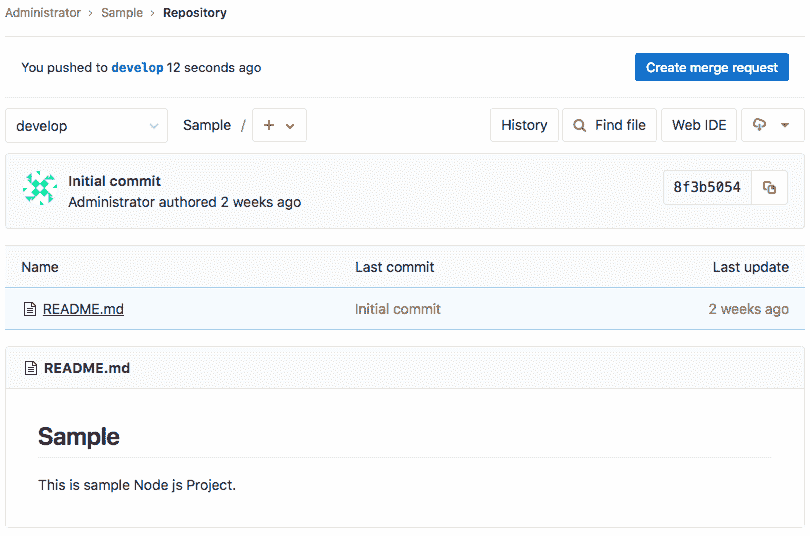 Administrator > Sample > Repository
You pushed to develop 12 seconds ago
Create merge request
develop
Sample / +
History
Find file
Web IDE
Initial commit
Administrator authored 2 weeks ago
8f3b5054
Name Last commit Last update
README.md Initial commit 2 weeks ago
README.md
Sample
This is sample Node js Project.